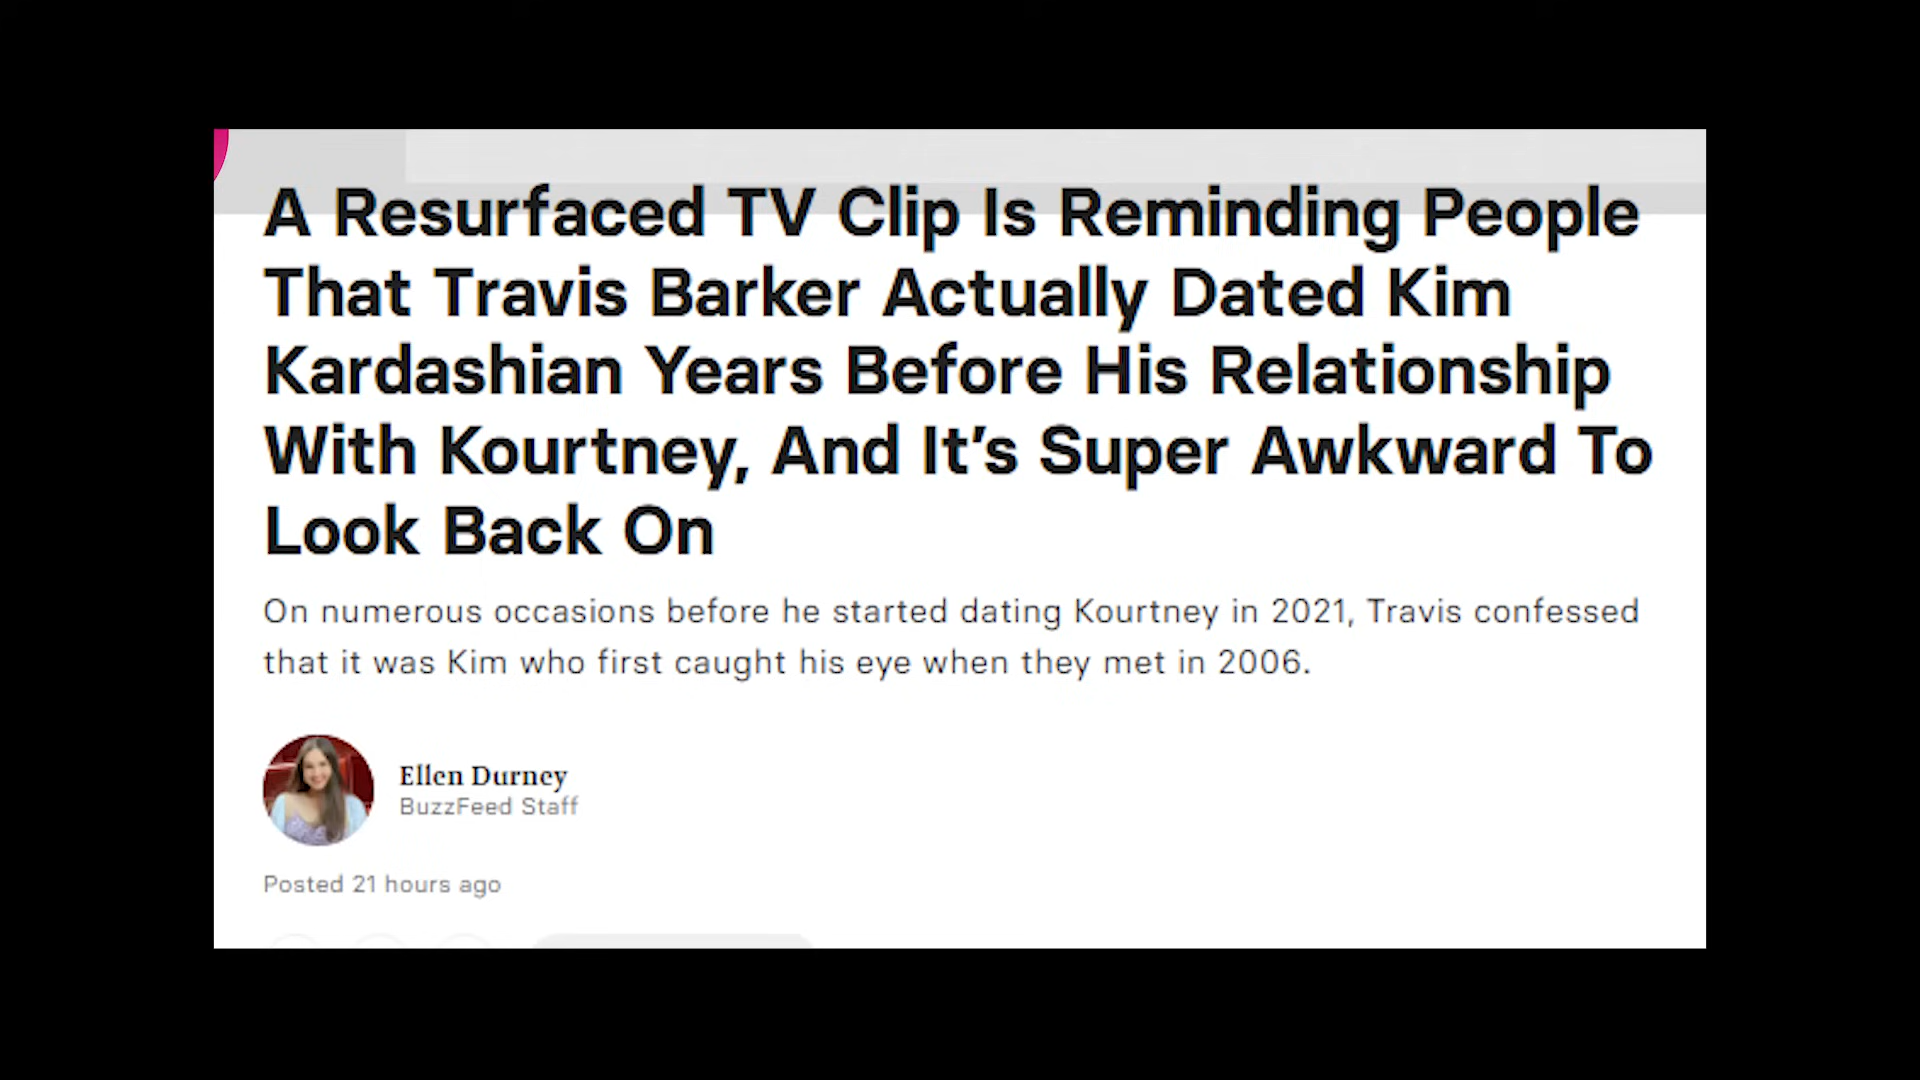 A Resurfaced TV Clip Is Reminding People
That Travis Barker Actually Dated Kim
Kardashian Years Before His Relationship
With Kourtney, And It’s Super Awkward To
Look Back On
On numerous occasions before he started dating Kourtney in 2021, Travis confessed
that it was Kim who first caught his eye when they met in 2006.
Ellen Durney
BuzzFeed Staff
Posted 21 hours ago